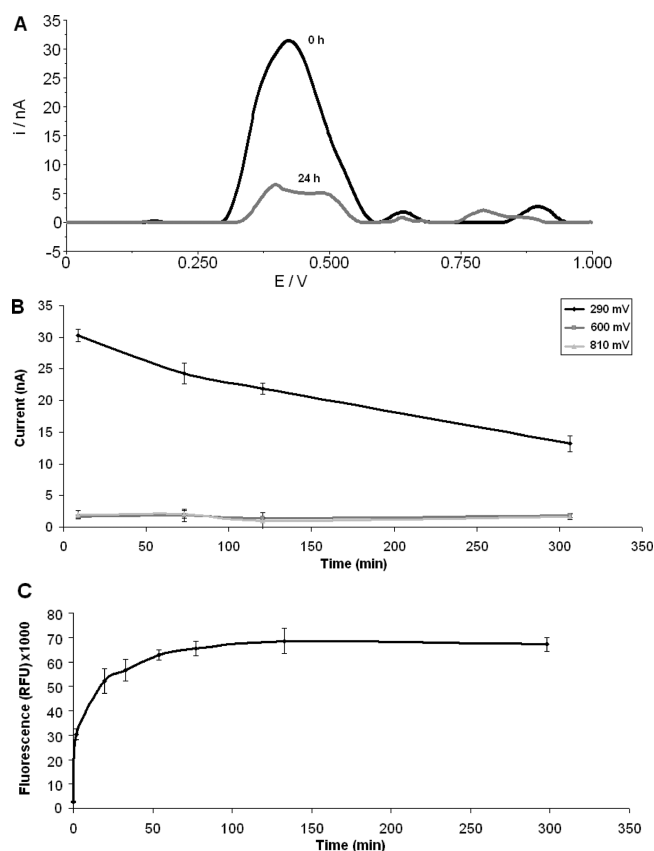 A
35
30
25
20
15
10
5
0
-5
i / nA
0 h
24 h
0 0.250 0.500 0.750 1.000
E / V
B
35
30
25
20
15
10
5
0
Current (nA)
290 mV
600 mV
810 mV
0 50 100 150 200 250 300 350
Time (min)
C
80
70
60
50
40
30
20
10
0
Fluorescence (RFU) x1000
0 50 100 150 200 250 300 350
Time (min)